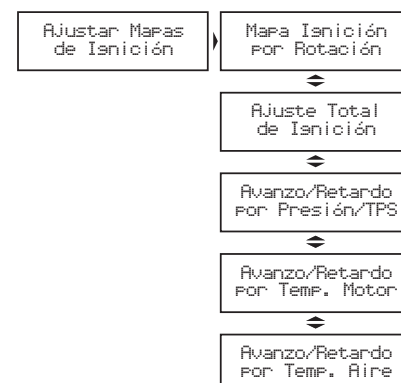 Ajustar Mapas
de Ignición
Mapa Ignición
por Rotación
Ajuste Total
de Ignición
Avanzo/Retardo
por Presión/TPS
Avanzo/Retardo
por Temp. Motor
Avanzo/Retardo
por Temp. Aire